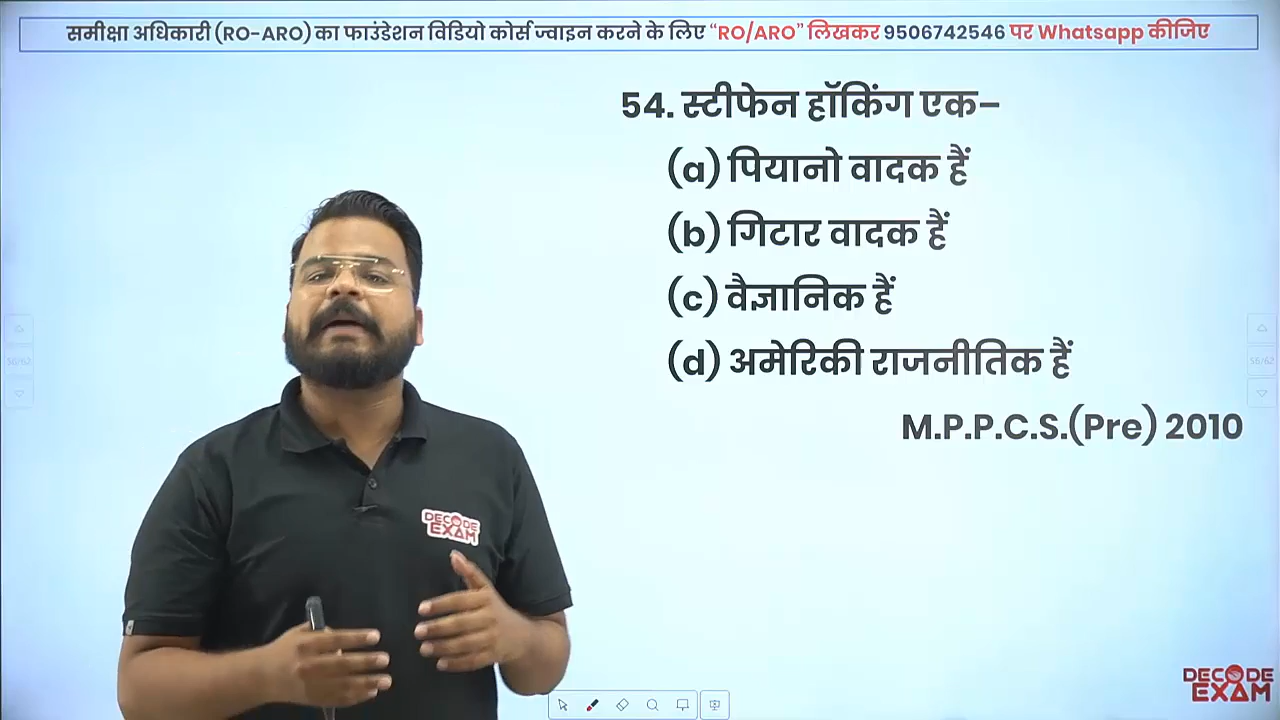 समीक्षा अधिकारी (RO-ARO) का फाउंडेशन विडियो कोर्स ज्वाइन करने के लिए “RO/ARO” लिखकर 9506742546 पर Whatsapp कीजिए
54. स्टीफेन हॉकिंग एक–
(a) पियानो वादक हैं
(b) गिटार वादक हैं
(c) वैज्ञानिक हैं
(d) अमेरिकी राजनीतिक हैं
M.P.P.C.S.(Pre) 2010
DECODE
EXAM
DECODE
EXAM